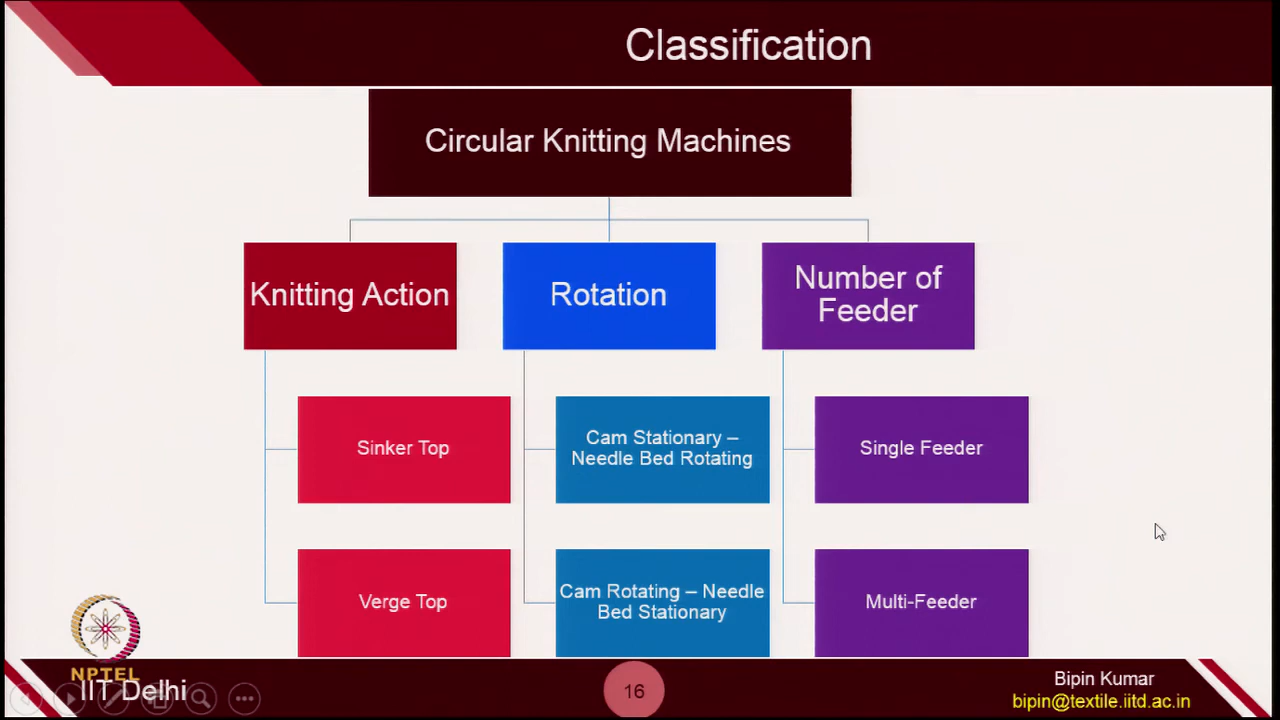 Classification
Circular Knitting Machines
Knitting Action
Rotation
Number of
Feeder
Sinker Top
Cam Stationary –
Needle Bed Rotating
Single Feeder
Verge Top
Cam Rotating – Needle
Bed Stationary
Multi-Feeder
NPTEL
IIT Delhi
16
Bipin Kumar
bipin@textile.iitd.ac.in